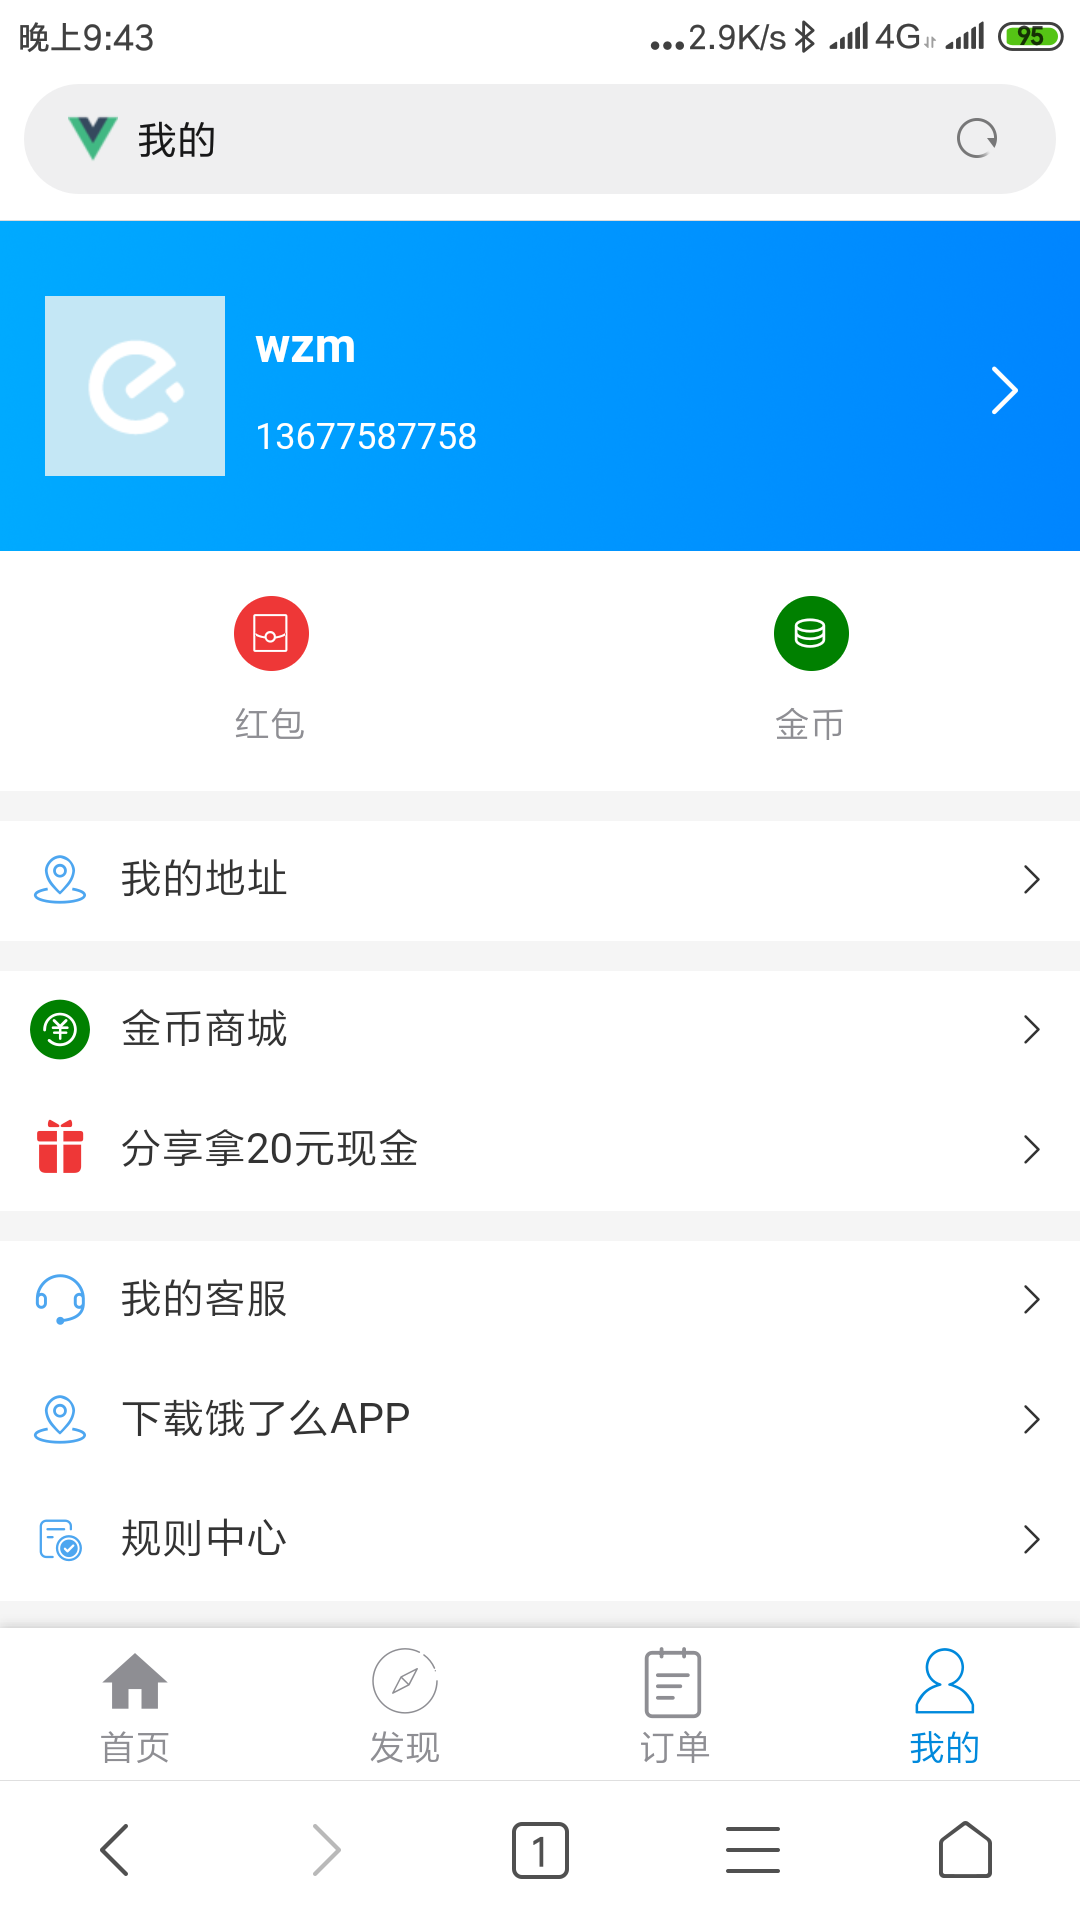 晚上9:43
...2.9K/s 4G 95
我的
wzm
13677587758
红包
金币
我的地址
金币商城
分享拿20元现金
我的客服
下载饿了么APP
规则中心
首页
发现
订单
我的
1